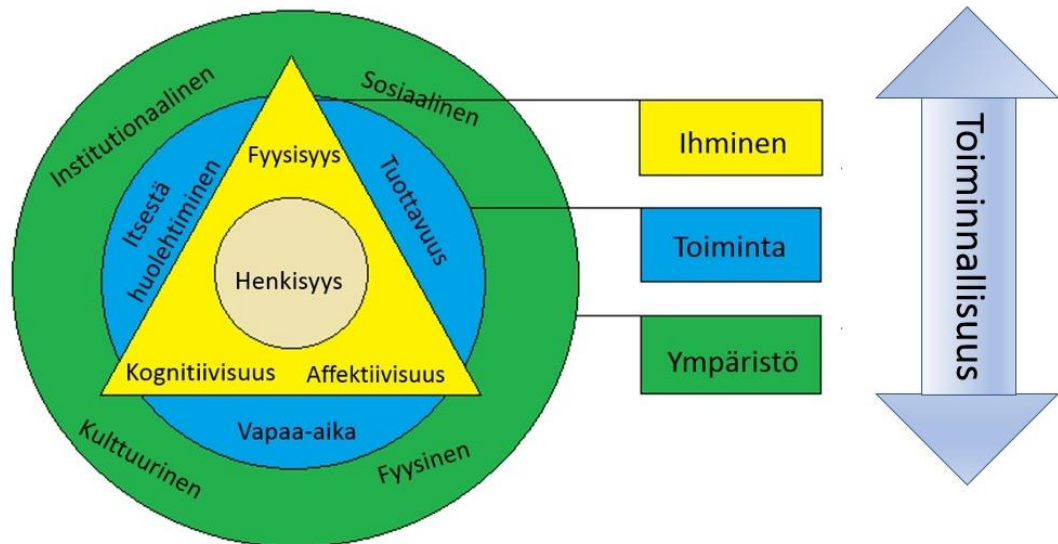 Institutionaalinen
Sosiaalinen
Itsestä
huolehtiminen
Fyysisyys
Tuottavuus
Henkisyys
Kognitiivisuus
Affektiivisuus
Vapaa-aika
Kulttuurinen
Fyysinen
Ihminen
Toiminta
Ympäristö
Toiminnallisuus